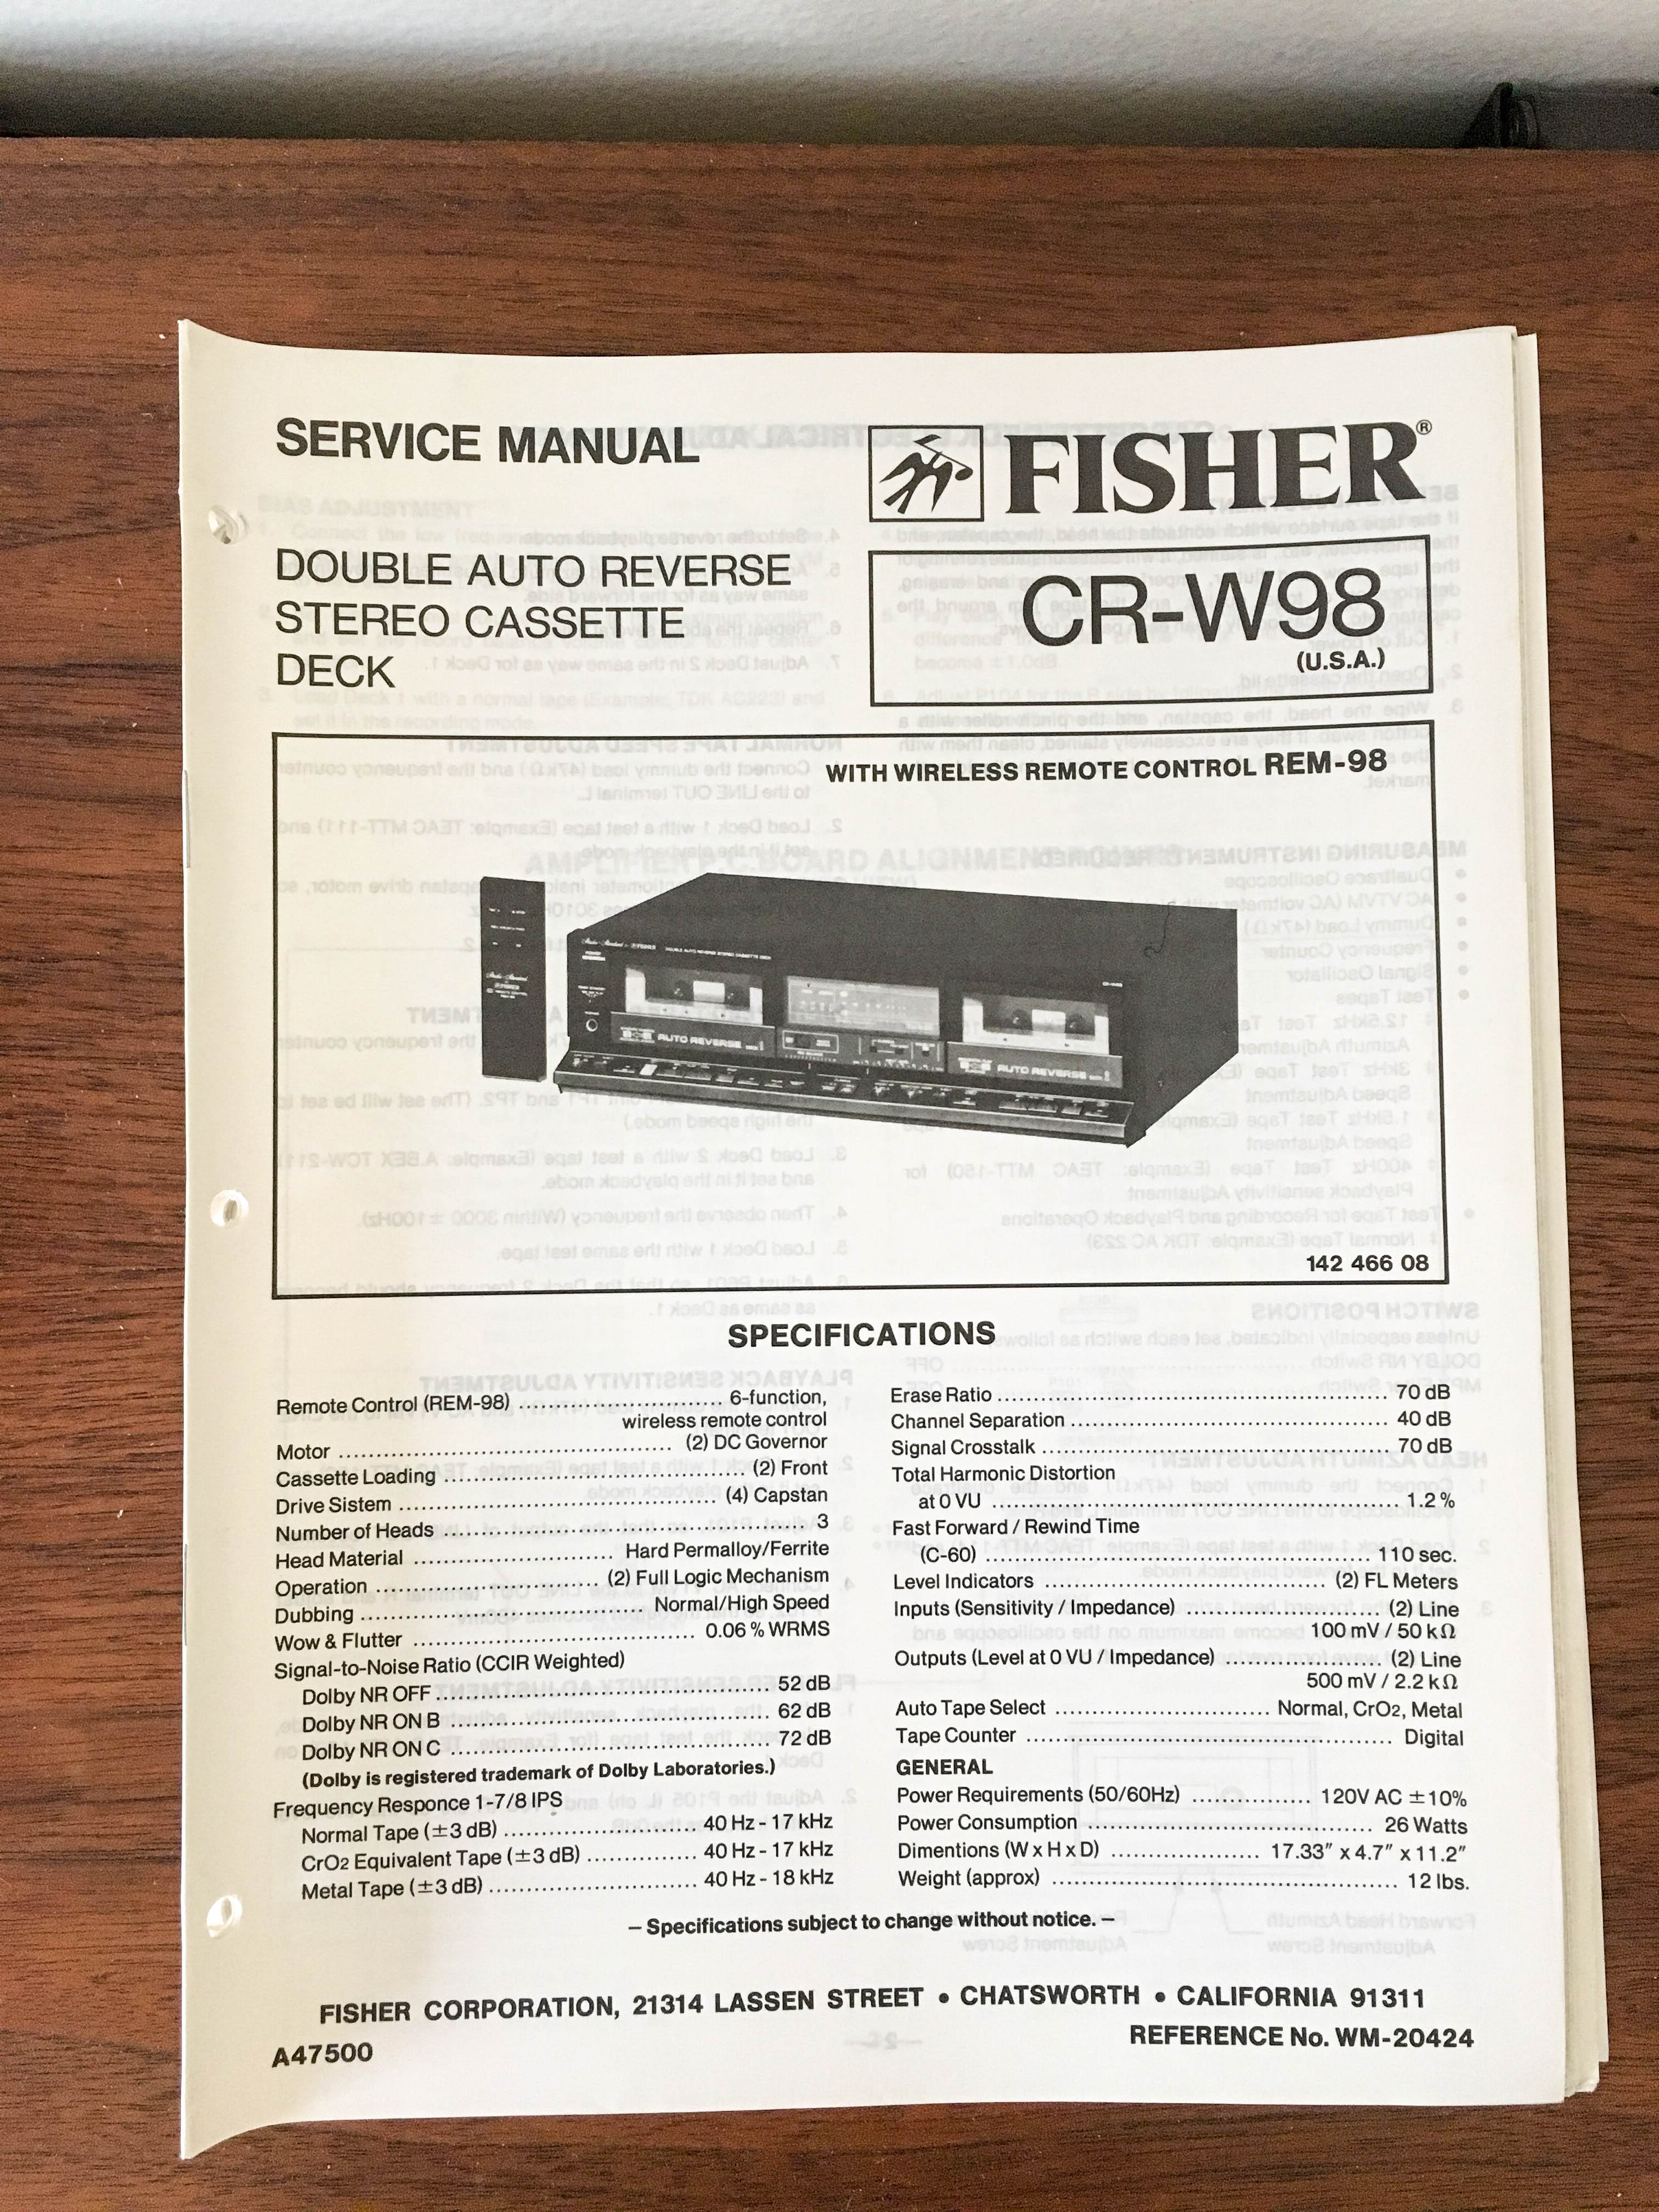 SERVICE MANUAL
FISHER®
DOUBLE AUTO REVERSE
STEREO CASSETTE
DECK
CR-W98
(U.S.A.)
WITH WIRELESS REMOTE CONTROL REM-98
AUTO REVERSE
AUTO REVERSE
142 466 08
SPECIFICATIONS
Remote Control (REM-98) .............................. 6-function,
wireless remote control
Motor .............................................. (2) DC Governor
Cassette Loading ......................................... (2) Front
Drive Sistem ............................................ (4) Capstan
Number of Heads ..................................................... 3
Head Material ............................ Hard Permalloy/Ferrite
Operation ............................... (2) Full Logic Mechanism
Dubbing ....................................... Normal/High Speed
Wow & Flutter ....................................... 0.06 % WRMS
Signal-to-Noise Ratio (CCIR Weighted)
Dolby NR OFF .............................................. 52 dB
Dolby NR ON B ............................................ 62 dB
Dolby NR ON C ............................................ 72 dB
(Dolby is registered trademark of Dolby Laboratories.)
Frequency Responce 1-7/8 IPS
Normal Tape (±3 dB) .......................... 40 Hz - 17 kHz
CrO2 Equivalent Tape (±3 dB) ............... 40 Hz - 17 kHz
Metal Tape (±3 dB) ............................ 40 Hz - 18 kHz
Erase Ratio ..................................................... 70 dB
Channel Separation .......................................... 40 dB
Signal Crosstalk ............................................... 70 dB
Total Harmonic Distortion
at 0 VU ....................................................... 1.2 %
Fast Forward / Rewind Time
(C-60) .................................................... 110 sec.
Level Indicators ...................................... (2) FL Meters
Inputs (Sensitivity / Impedance) ........................... (2) Line
100 mV / 50 kΩ
Outputs (Level at 0 VU / Impedance) ..................... (2) Line
500 mV / 2.2 kΩ
Auto Tape Select ............................. Normal, CrO2, Metal
Tape Counter ................................................. Digital
GENERAL
Power Requirements (50/60Hz) ............... 120V AC ±10%
Power Consumption ....................................... 26 Watts
Dimentions (W x H x D) ................... 17.33″ x 4.7″ x 11.2″
Weight (approx) .............................................. 12 lbs.
– Specifications subject to change without notice. –
FISHER CORPORATION, 21314 LASSEN STREET • CHATSWORTH • CALIFORNIA 91311
REFERENCE No. WM-20424
A47500